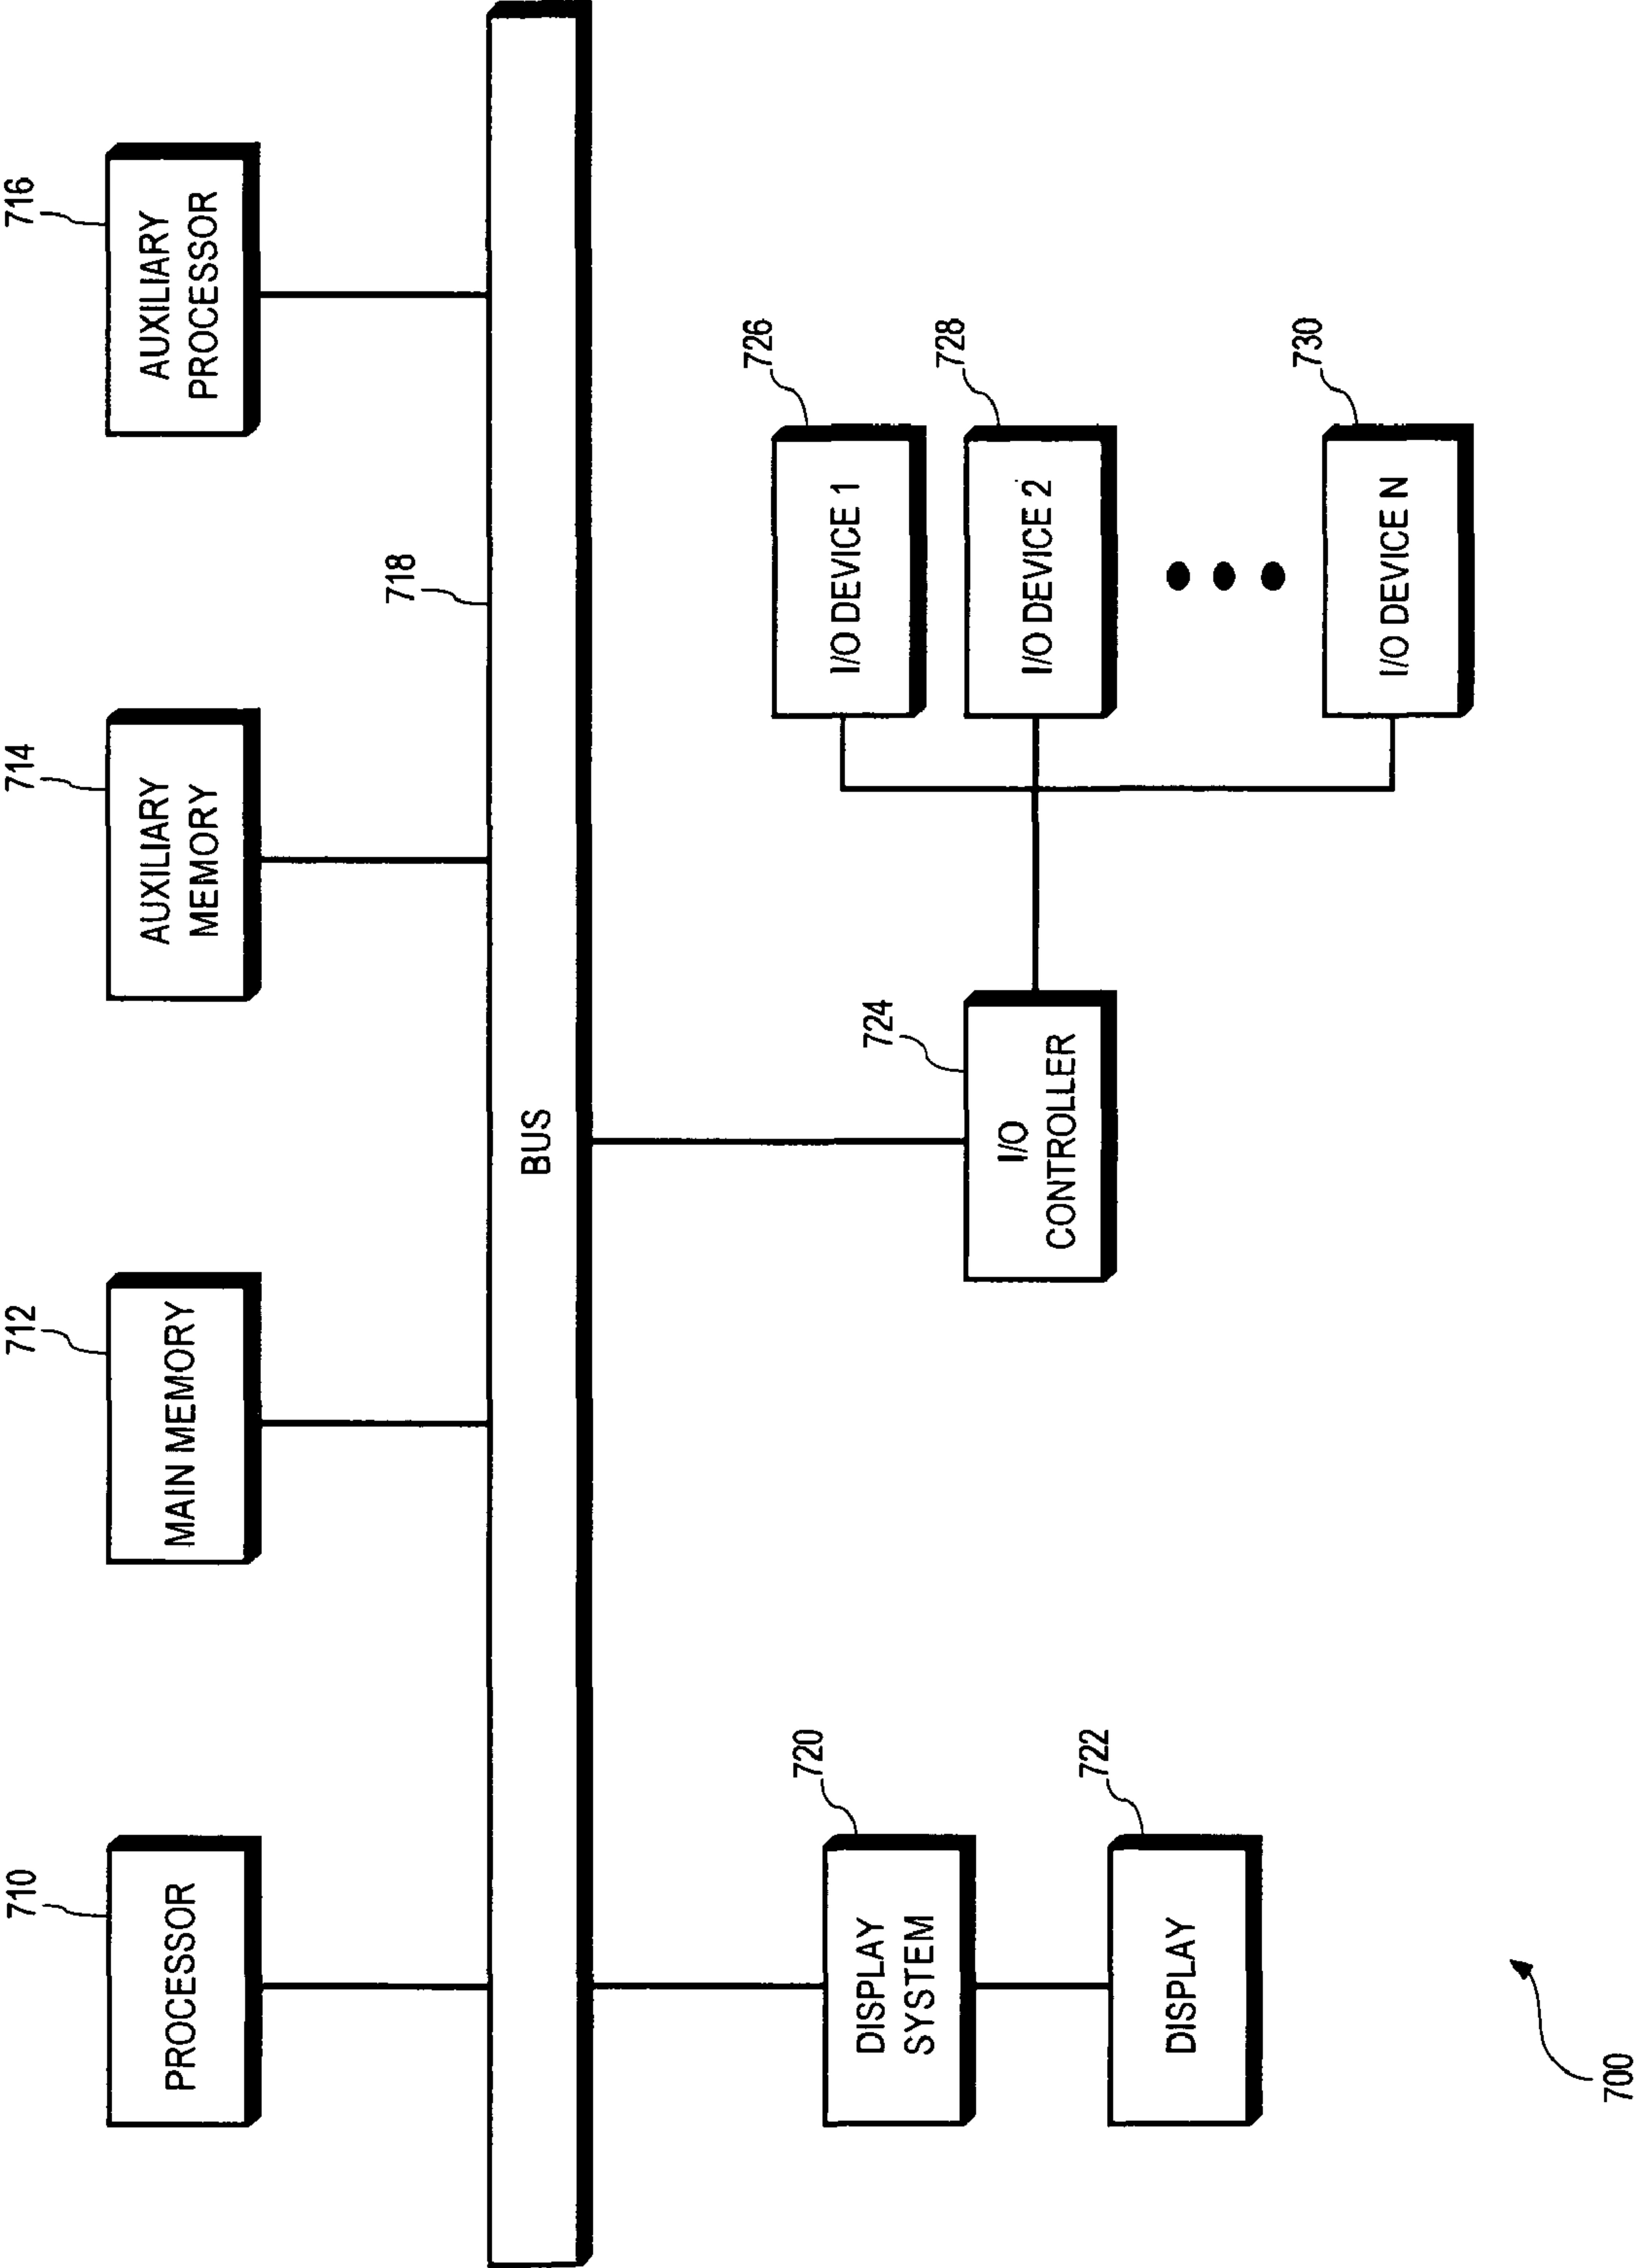 710
712
714
716
PROCESSOR
MAIN MEMORY
AUXILIARY
MEMORY
AUXILIARY
PROCESSOR
718
BUS
720
DISPLAY
SYSTEM
722
DISPLAY
724
I/O
CONTROLLER
726
I/O DEVICE 1
728
I/O DEVICE 2
730
I/O DEVICE N
700